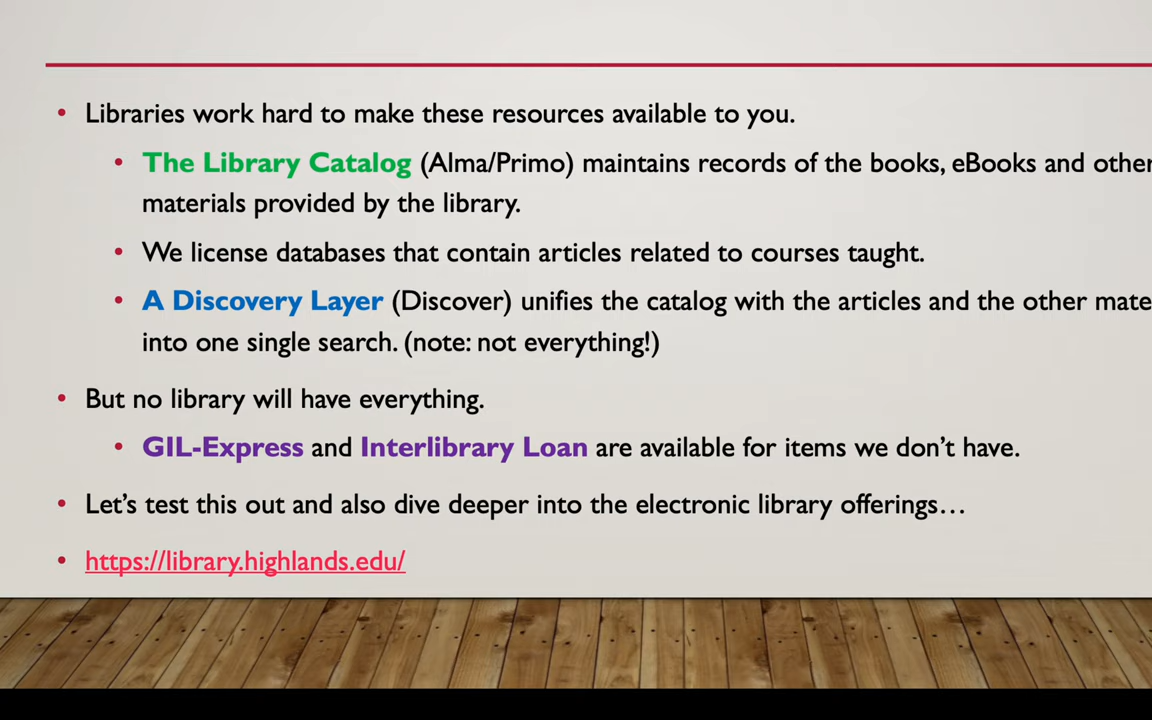 • Libraries work hard to make these resources available to you.
• The Library Catalog (Alma/Primo) maintains records of the books, eBooks and other
materials provided by the library.
• We license databases that contain articles related to courses taught.
• A Discovery Layer (Discover) unifies the catalog with the articles and the other mate
into one single search. (note: not everything!)
• But no library will have everything.
• GIL-Express and Interlibrary Loan are available for items we don’t have.
• Let’s test this out and also dive deeper into the electronic library offerings…
• https://library.highlands.edu/